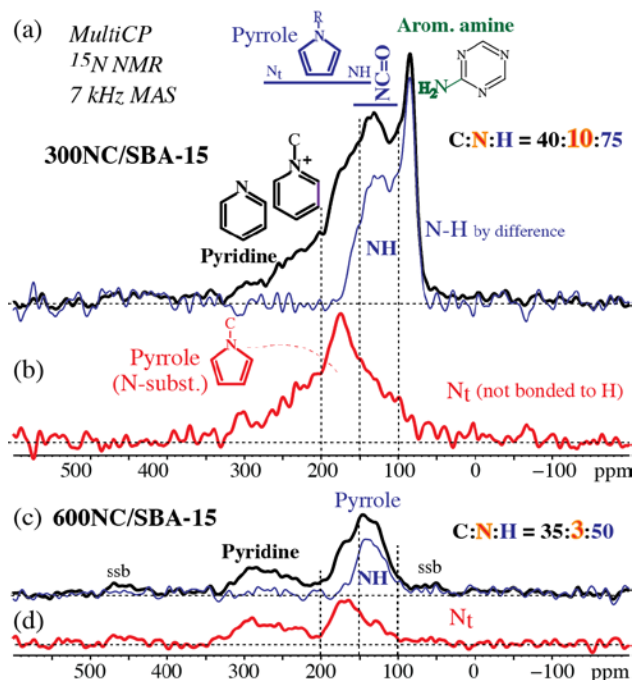 (a) MultiCP
15N NMR
7 kHz MAS
R
N
Pyrrole
Nt
NH
NC=O
Arom. amine
N
N
N
H2N
300NC/SBA-15
C:N:H = 40:10:75
C
N+
N
Pyridine
N-H by difference
NH
C
N
Pyrrole
(N-subst.)
(b)
Nt (not bonded to H)
500 400 300 200 100 0 −100 ppm
(c) 600NC/SBA-15
Pyrrole
C:N:H = 35:3:50
Pyridine
ssb
ssb
NH
(d)
Nt
500 400 300 200 100 0 −100 ppm